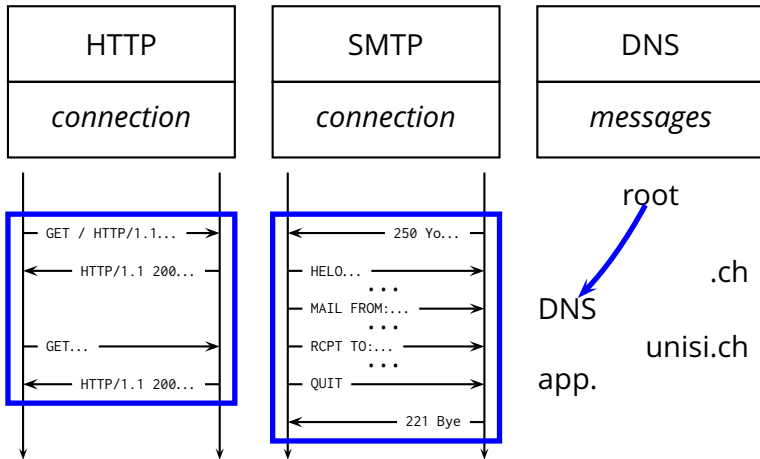 HTTP
connection
GET / HTTP/1.1...
HTTP/1.1 200...
GET...
HTTP/1.1 200...
SMTP
connection
250 Yo...
HELO...
...
MAIL FROM:...
...
RCPT TO:...
...
QUIT
221 Bye
DNS
messages
root
.ch
DNS
unisi.ch
app.